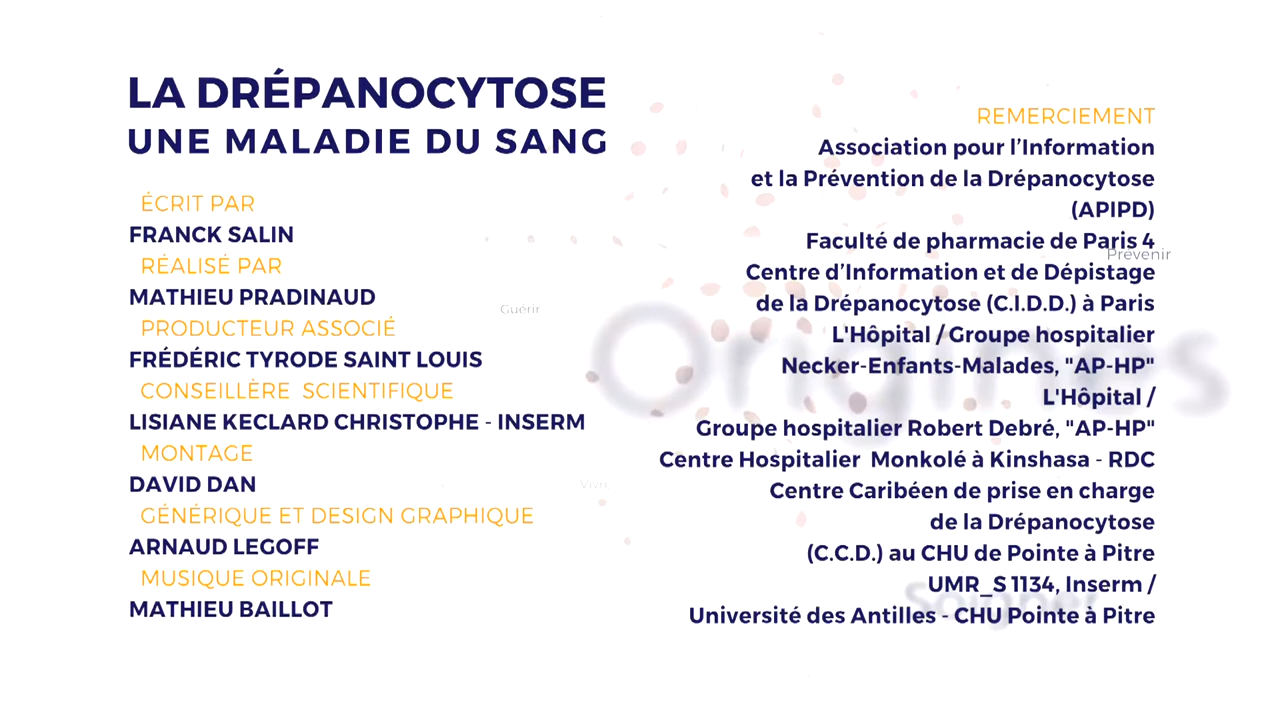 LA DRÉPANOCYTOSE
UNE MALADIE DU SANG
ÉCRIT PAR
FRANCK SALIN
RÉALISÉ PAR
MATHIEU PRADINAUD
PRODUCTEUR ASSOCIÉ
FRÉDÉRIC TYRODE SAINT LOUIS
CONSEILLÈRE SCIENTIFIQUE
LISIANE KECLARD CHRISTOPHE - INSERM
MONTAGE
DAVID DAN
GÉNÉRIQUE ET DESIGN GRAPHIQUE
ARNAUD LEGOFF
MUSIQUE ORIGINALE
MATHIEU BAILLOT
REMERCIEMENT
Association pour l’Information
et la Prévention de la Drépanocytose
(APIPD)
Faculté de pharmacie de Paris 4
Centre d’Information et de Dépistage
de la Drépanocytose (C.I.D.D.) à Paris
L'Hôpital / Groupe hospitalier
Necker-Enfants-Malades, "AP-HP"
L'Hôpital /
Groupe hospitalier Robert Debré, "AP-HP"
Centre Hospitalier Monkolé à Kinshasa - RDC
Centre Caribéen de prise en charge
de la Drépanocytose
(C.C.D.) au CHU de Pointe à Pitre
UMR_S 1134, Inserm /
Université des Antilles - CHU Pointe à Pitre
Prévenir
Guérir
Origines
Vivre
Soigner